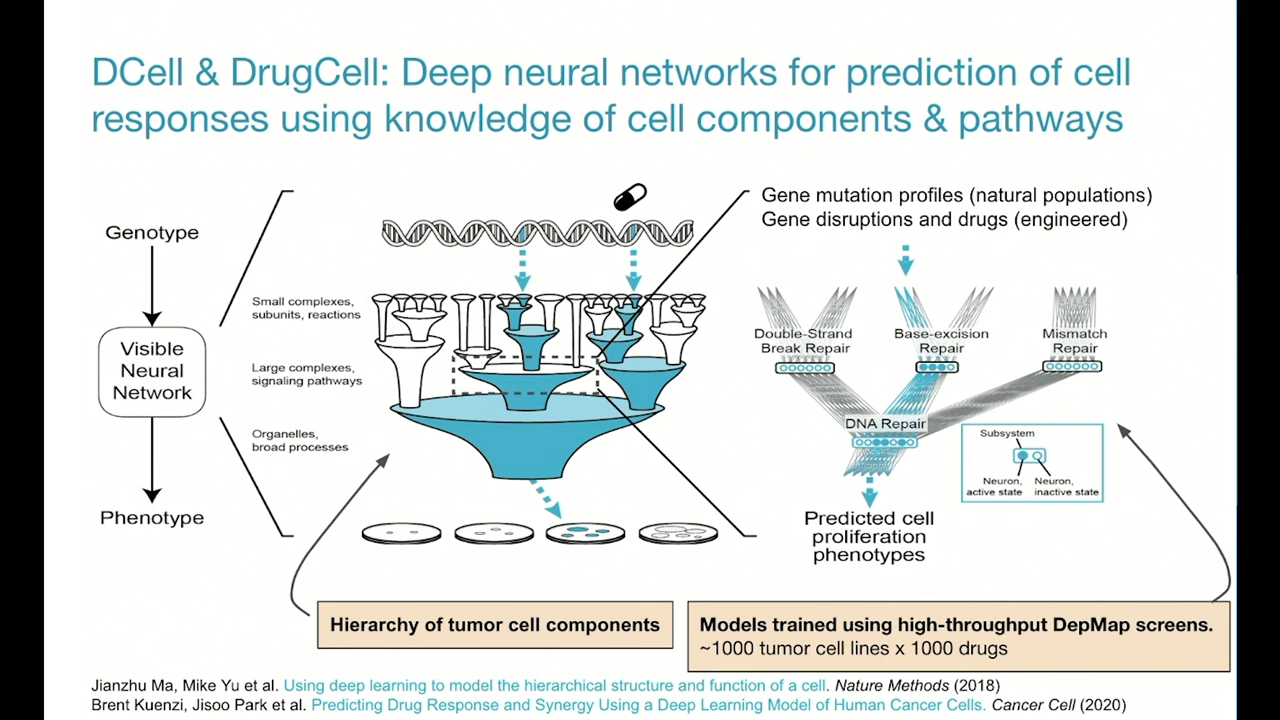 DCell & DrugCell: Deep neural networks for prediction of cell
responses using knowledge of cell components & pathways
Genotype
Visible
Neural
Network
Phenotype
Small complexes,
subunits, reactions
Large complexes,
signaling pathways
Organelles,
broad processes
Gene mutation profiles (natural populations)
Gene disruptions and drugs (engineered)
Double-Strand
Break Repair
Base-excision
Repair
Mismatch
Repair
DNA Repair
Subsystem
Neuron,
active state
Neuron,
inactive state
Predicted cell
proliferation
phenotypes
Hierarchy of tumor cell components
Models trained using high-throughput DepMap screens.
~1000 tumor cell lines x 1000 drugs
Jianzhu Ma, Mike Yu et al. Using deep learning to model the hierarchical structure and function of a cell. Nature Methods (2018)
Brent Kuenzi, Jisoo Park et al. Predicting Drug Response and Synergy Using a Deep Learning Model of Human Cancer Cells. Cancer Cell (2020)